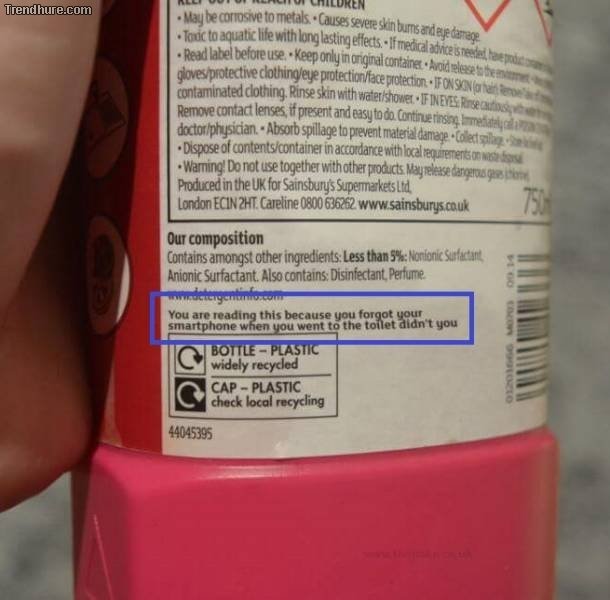 Trendhure.com
CHILDREN
• May be corrosive to metals. • Causes severe skin burns and eye damage.
• Toxic to aquatic life with long lasting effects. • If medical advice is needed, have product
• Read label before use. • Keep only in original container. • Avoid release to the environment.
gloves/protective clothing/eye protection/face protection. • IF ON SKIN (or hair): Remove
contaminated clothing. Rinse skin with water/shower. • IF IN EYES: Rinse cautiously with
Remove contact lenses, if present and easy to do. Continue rinsing. Immediately call a POISON
doctor/physician. • Absorb spillage to prevent material damage. • Collect spillage. •
• Dispose of contents/container in accordance with local requirements on waste disposal
• Warning! Do not use together with other products. May release dangerous gases (chlorine).
Produced in the UK for Sainsbury's Supermarkets Ltd,
London EC1N 2HT. Careline 0800 636262. www.sainsburys.co.uk
750
Our composition
Contains amongst other ingredients: Less than 5%: Nonionic Surfactant,
Anionic Surfactant. Also contains: Disinfectant, Perfume.
You are reading this because you forgot your
smartphone when you went to the toilet didn't you
BOTTLE – PLASTIC
widely recycled
CAP – PLASTIC
check local recycling
44045395